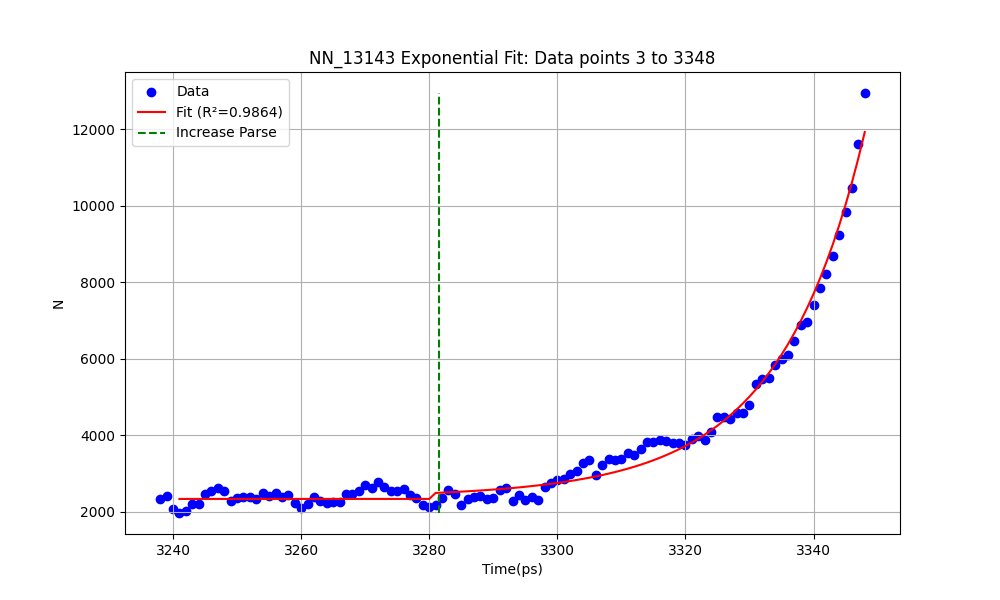 NN_13143 Exponential Fit: Data points 3 to 3348
Data
Fit (R²=0.9864)
Increase Parse
N
12000
10000
8000
6000
4000
2000
3240 3260 3280 3300 3320 3340
Time(ps)